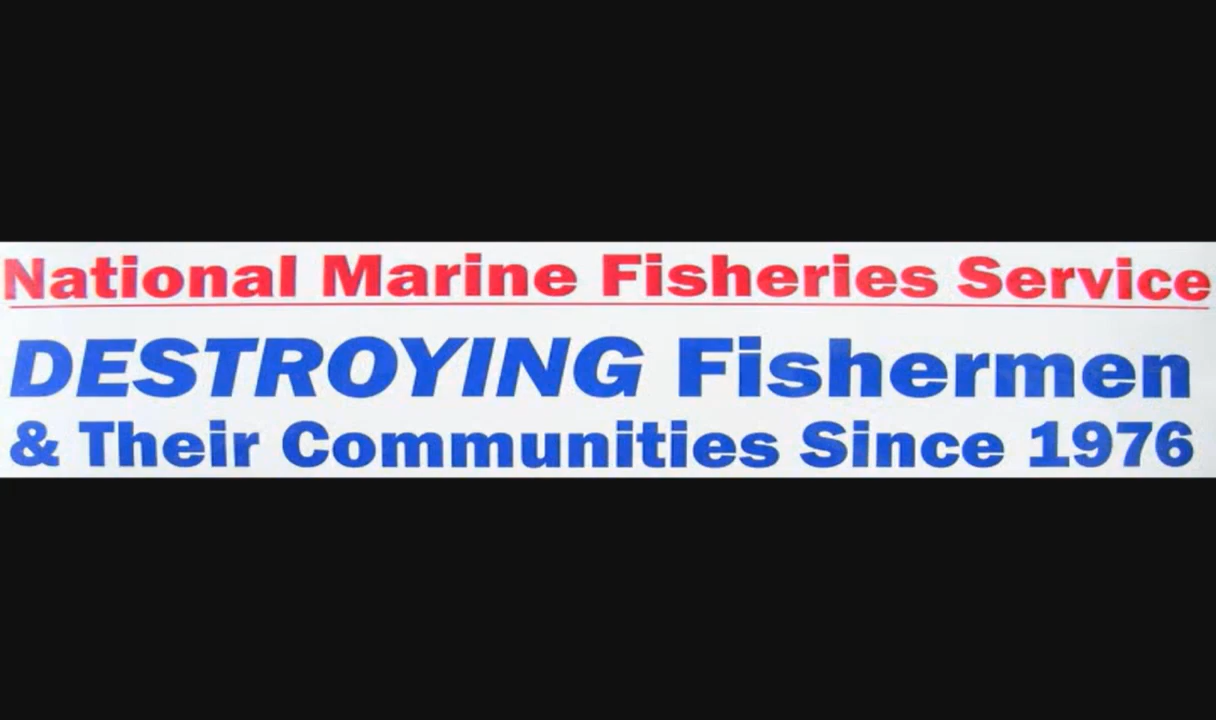 National Marine Fisheries Service
DESTROYING Fishermen
& Their Communities Since 1976